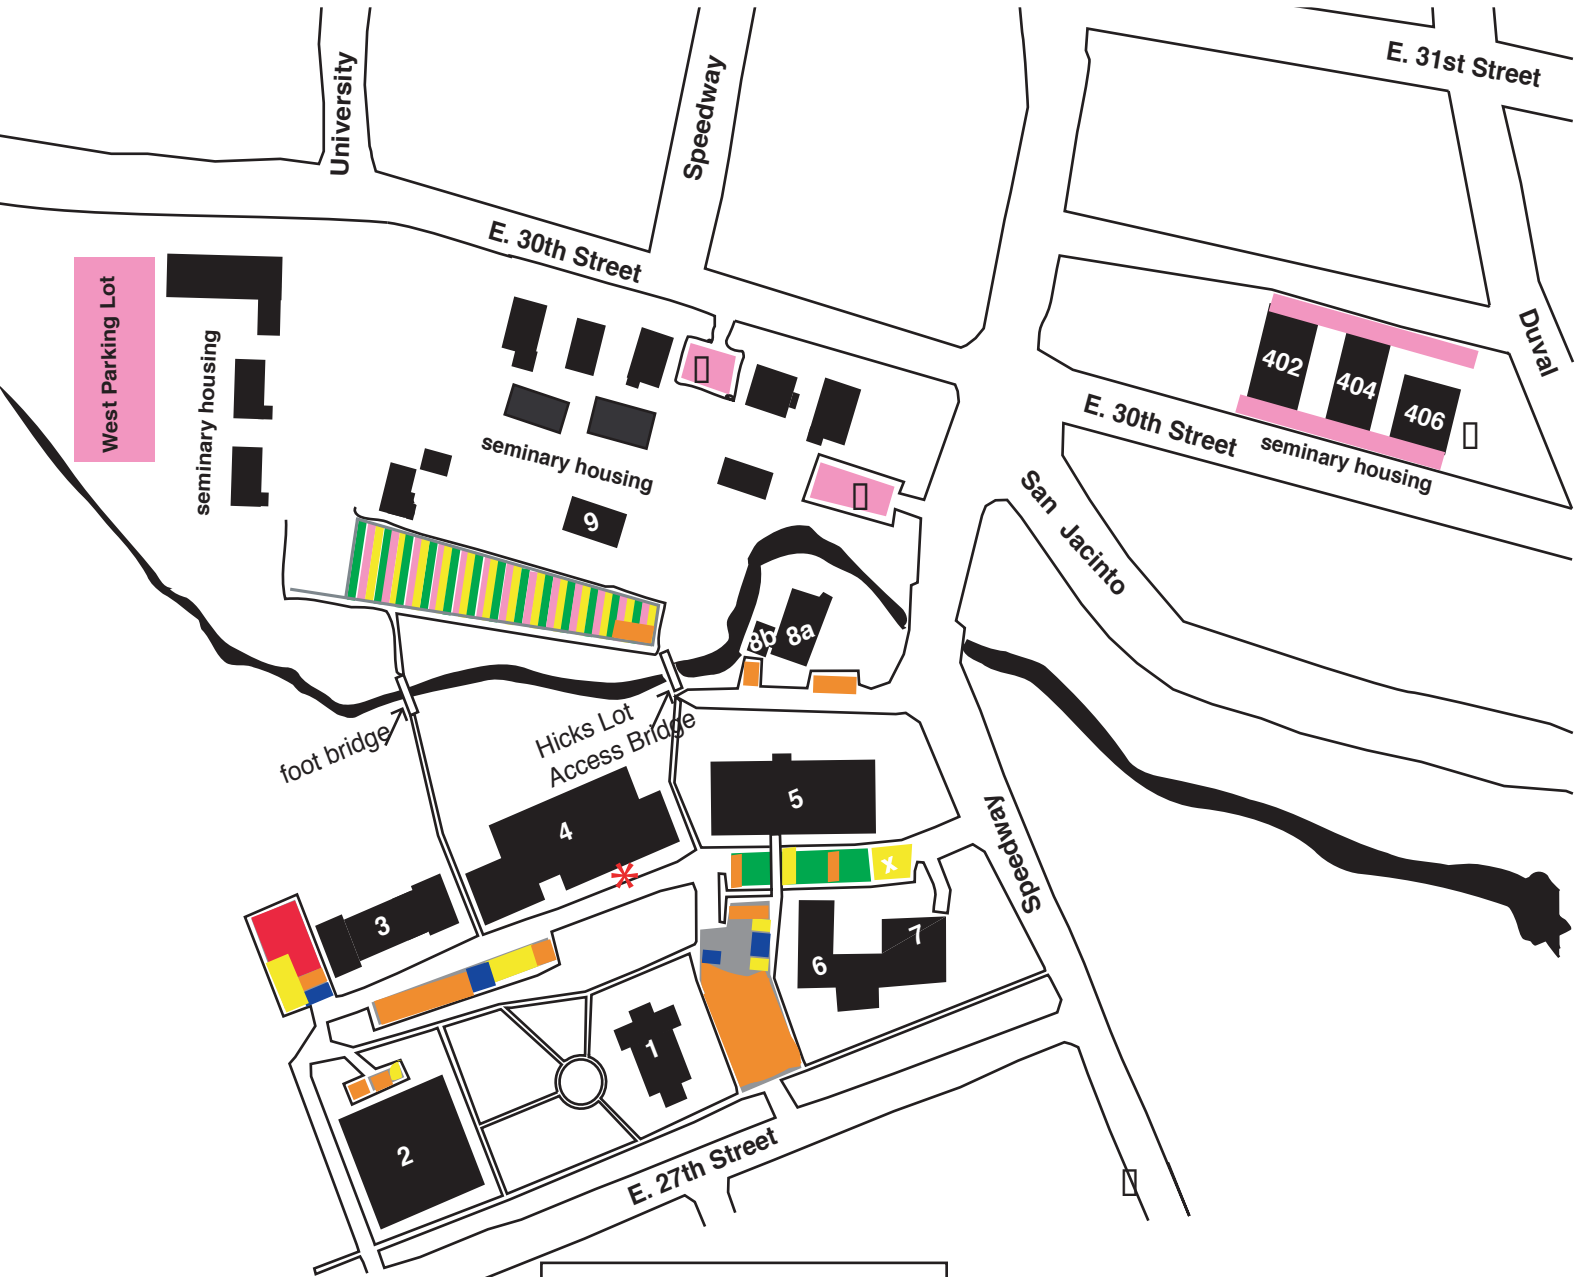 E. 31st Street
University
Speedway
E. 30th Street
West Parking Lot
seminary housing
Duval
402
404
406
E. 30th Street
seminary housing
seminary housing
San Jacinto
9
8b
8a
foot bridge
Hicks Lot
Access Bridge
5
4
Speedway
x
*
3
7
6
1
2
E. 27th Street